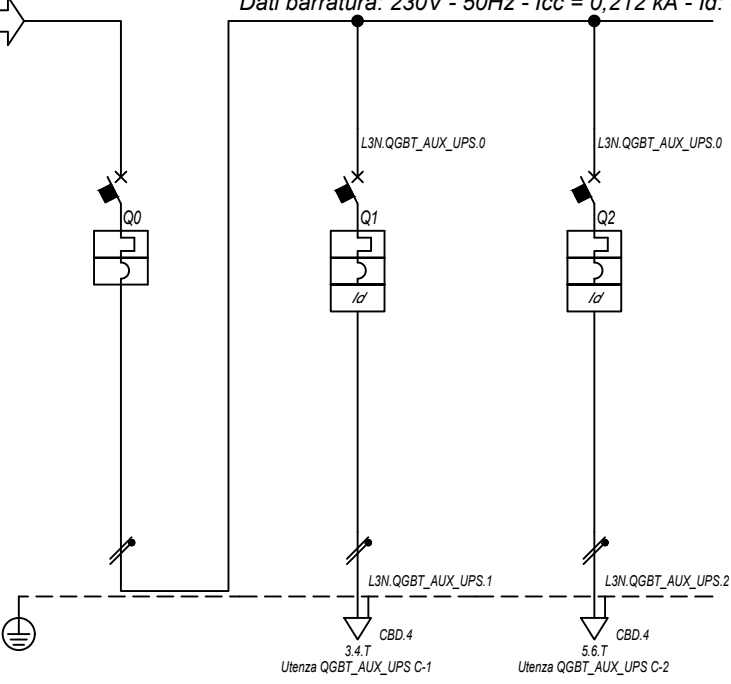 Dati barratura: 230V - 50Hz - Icc = 0,212 kA - Id:
L3N.QGBT_AUX_UPS.0
L3N.QGBT_AUX_UPS.0
Q0
Q1
Q2
Id
Id
L3N.QGBT_AUX_UPS.1
L3N.QGBT_AUX_UPS.2
CBD.4
CBD.4
3.4.T
5.6.T
Utenza QGBT_AUX_UPS C-1
Utenza QGBT_AUX_UPS C-2